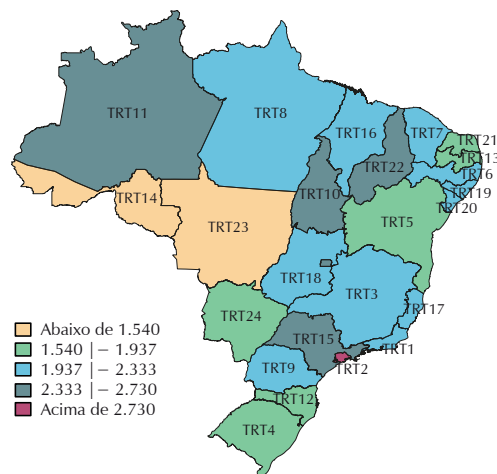 TRT11
TRT8
TRT16
TRT7
TRT21
TRT13
TRT6
TRT22
TRT19
TRT14
TRT10
TRT20
TRT23
TRT5
TRT18
TRT3
TRT17
TRT24
TRT15
TRT1
TRT2
TRT9
TRT12
TRT4
Abaixo de 1.540
1.540 |− 1.937
1.937 |− 2.333
2.333 |− 2.730
Acima de 2.730